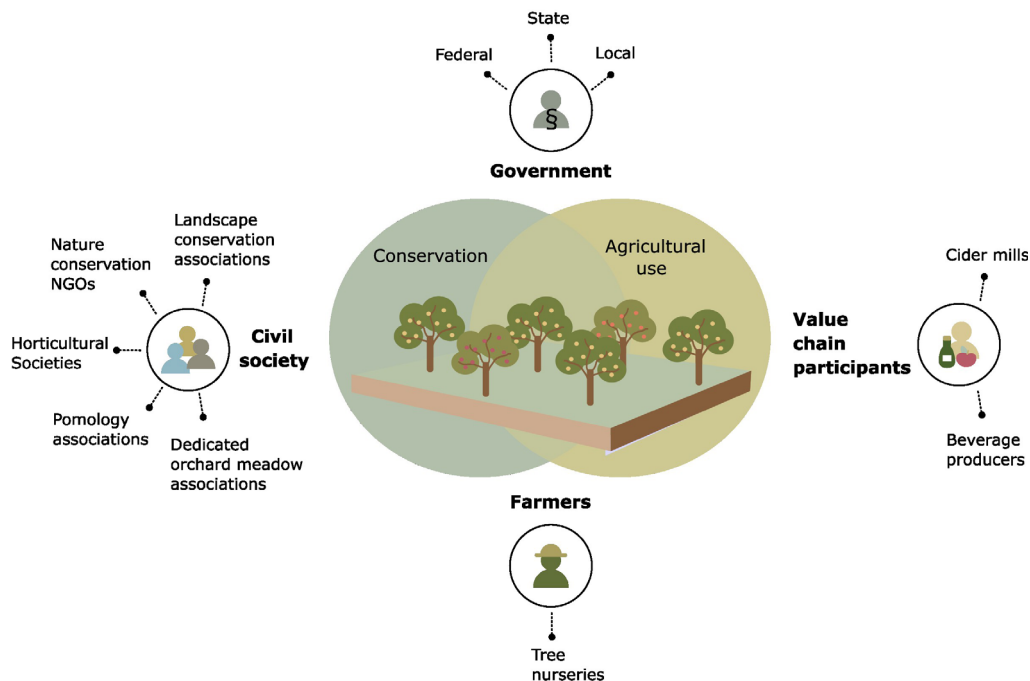 State
Federal
Local
§
Government
Landscape
conservation
associations
Nature
conservation
NGOs
Horticultural
Societies
Pomology
associations
Dedicated
orchard meadow
associations
Civil
society
Conservation
Agricultural
use
Value
chain
participants
Cider mills
Beverage
producers
Farmers
Tree
nurseries